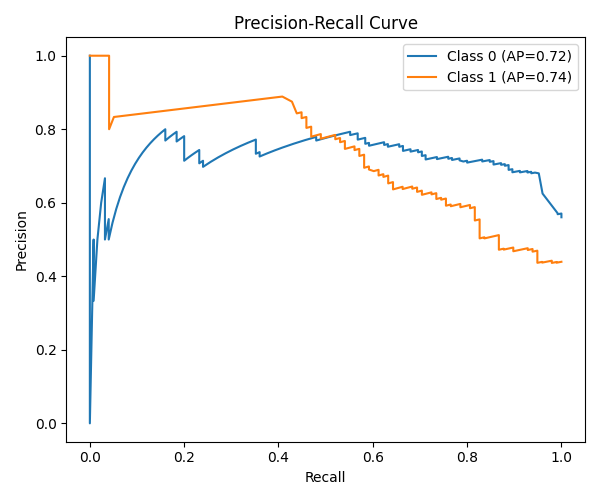 Precision-Recall Curve
Class 0 (AP=0.72)
Class 1 (AP=0.74)
Precision
1.0
0.8
0.6
0.4
0.2
0.0
0.0 0.2 0.4 0.6 0.8 1.0
Recall